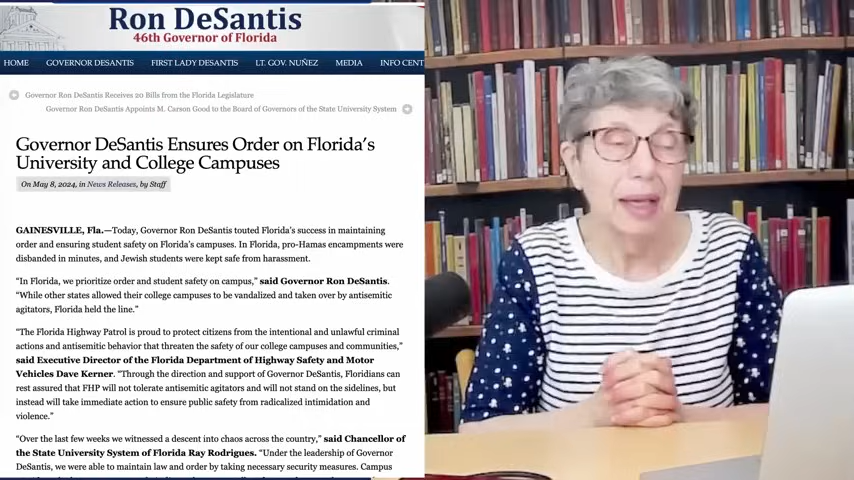 Ron DeSantis
46th Governor of Florida
HOME GOVERNOR DESANTIS FIRST LADY DESANTIS LT. GOV. NUÑEZ MEDIA INFO CENT
Governor Ron DeSantis Receives 20 Bills from the Florida Legislature
Governor Ron DeSantis Appoints M. Carson Good to the Board of Governors of the State University System
Governor DeSantis Ensures Order on Florida’s
University and College Campuses
On May 8, 2024, in News Releases, by Staff
GAINESVILLE, Fla.—Today, Governor Ron DeSantis touted Florida’s success in maintaining
order and ensuring student safety on Florida’s campuses. In Florida, pro-Hamas encampments were
disbanded in minutes, and Jewish students were kept safe from harassment.
“In Florida, we prioritize order and student safety on campus,” said Governor Ron DeSantis.
“While other states allowed their college campuses to be vandalized and taken over by antisemitic
agitators, Florida held the line.”
“The Florida Highway Patrol is proud to protect citizens from the intentional and unlawful criminal
actions and antisemitic behavior that threaten the safety of our college campuses and communities,”
said Executive Director of the Florida Department of Highway Safety and Motor
Vehicles Dave Kerner. “Through the direction and support of Governor DeSantis, Floridians can
rest assured that FHP will not tolerate antisemitic agitators and will not stand on the sidelines, but
instead will take immediate action to ensure public safety from radicalized intimidation and
violence.”
“Over the last few weeks we witnessed a descent into chaos across the country,” said Chancellor of
the State University System of Florida Ray Rodrigues. “Under the leadership of Governor
DeSantis, we were able to maintain law and order by taking necessary security measures. Campus